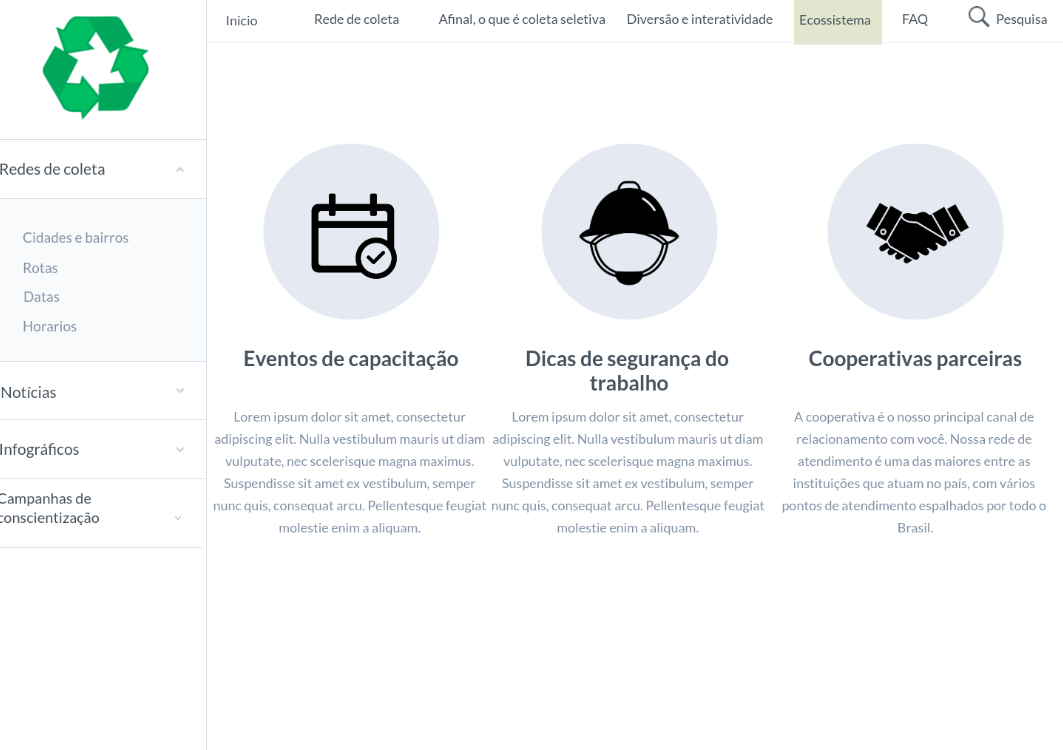 Inicio
Rede de coleta
Afinal, o que é coleta seletiva
Diversão e interatividade
Ecossistema
FAQ
Pesquisa
Redes de coleta
Cidades e bairros
Rotas
Datas
Horarios
Notícias
Infográficos
Campanhas de
conscientização
Eventos de capacitação
Lorem ipsum dolor sit amet, consectetur
adipiscing elit. Nulla vestibulum mauris ut diam
vulputate, nec scelerisque magna maximus.
Suspendisse sit amet ex vestibulum, semper
nunc quis, consequat arcu. Pellentesque feugiat
molestie enim a aliquam.
Dicas de segurança do
trabalho
Lorem ipsum dolor sit amet, consectetur
adipiscing elit. Nulla vestibulum mauris ut diam
vulputate, nec scelerisque magna maximus.
Suspendisse sit amet ex vestibulum, semper
nunc quis, consequat arcu. Pellentesque feugiat
molestie enim a aliquam.
Cooperativas parceiras
A cooperativa é o nosso principal canal de
relacionamento com você. Nossa rede de
atendimento é uma das maiores entre as
instituições que atuam no país, com vários
pontos de atendimento espalhados por todo o
Brasil.